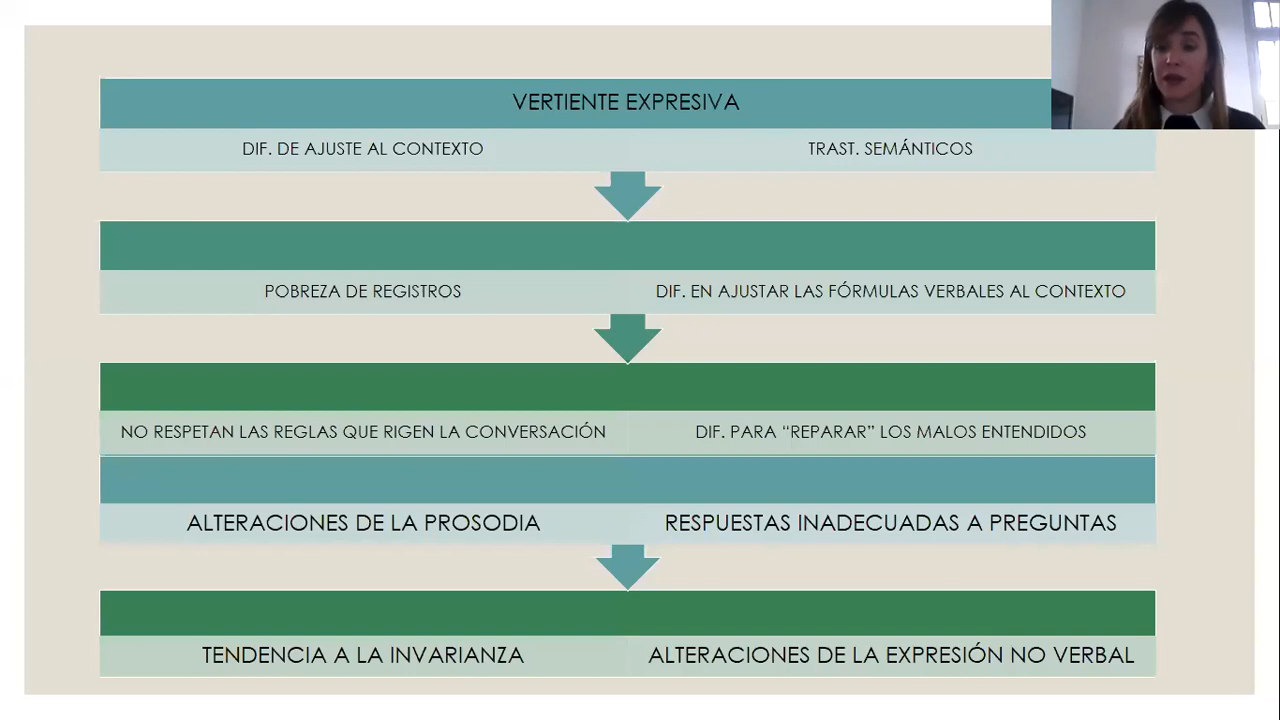 VERTIENTE EXPRESIVA
DIF. DE AJUSTE AL CONTEXTO
TRAST. SEMÁNTICOS
POBREZA DE REGISTROS
DIF. EN AJUSTAR LAS FÓRMULAS VERBALES AL CONTEXTO
NO RESPETAN LAS REGLAS QUE RIGEN LA CONVERSACIÓN
DIF. PARA “REPARAR” LOS MALOS ENTENDIDOS
ALTERACIONES DE LA PROSODIA
RESPUESTAS INADECUADAS A PREGUNTAS
TENDENCIA A LA INVARIANZA
ALTERACIONES DE LA EXPRESIÓN NO VERBAL